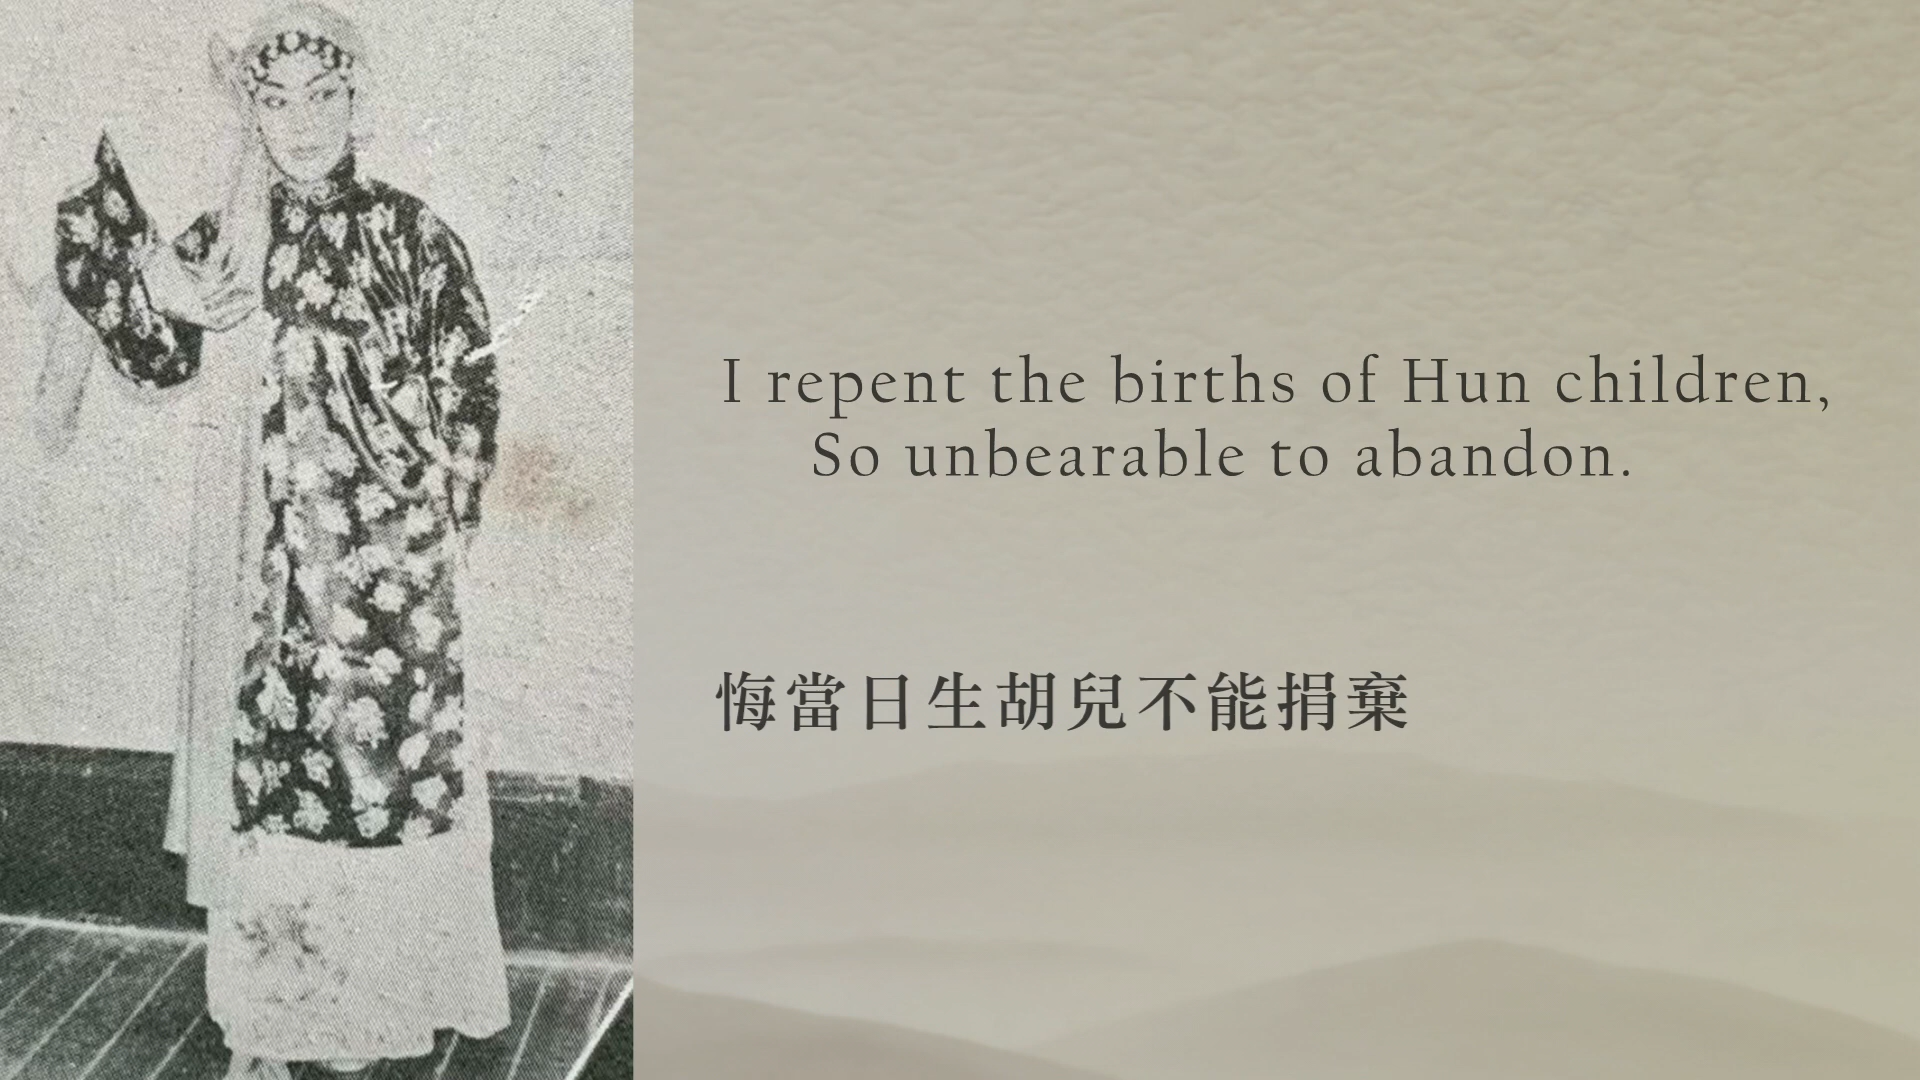 I repent the births of Hun children,
So unbearable to abandon.
悔當日生胡兒不能捐棄